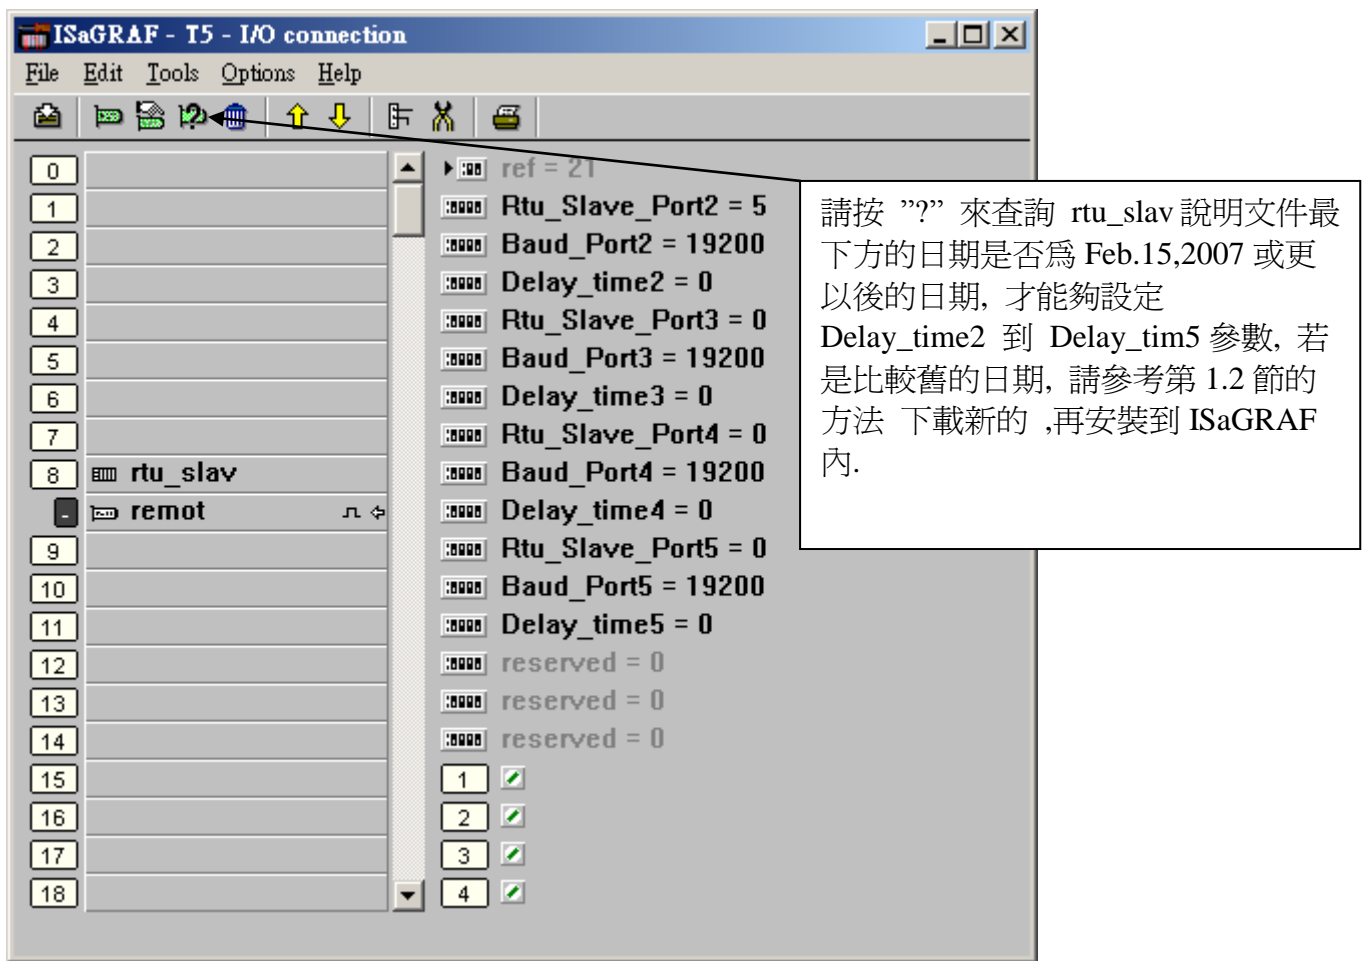 ISaGRAF - T5 - I/O connection
File Edit Tools Options Help
0
1
2
3
4
5
6
7
8 rtu_slav
- remot
9
10
11
12
13
14
15
16
17
18
ref = 21
Rtu_Slave_Port2 = 5
Baud_Port2 = 19200
Delay_time2 = 0
Rtu_Slave_Port3 = 0
Baud_Port3 = 19200
Delay_time3 = 0
Rtu_Slave_Port4 = 0
Baud_Port4 = 19200
Delay_time4 = 0
Rtu_Slave_Port5 = 0
Baud_Port5 = 19200
Delay_time5 = 0
reserved = 0
reserved = 0
reserved = 0
1
2
3
4
請按 ”?” 來查詢 rtu_slav 說明文件最
下方的日期是否為 Feb.15,2007 或更
以後的日期, 才能夠設定
Delay_time2 到 Delay_tim5 參數, 若
是比較舊的日期, 請參考第 1.2 節的
方法 下載新的 ,再安裝到 ISaGRAF
內.